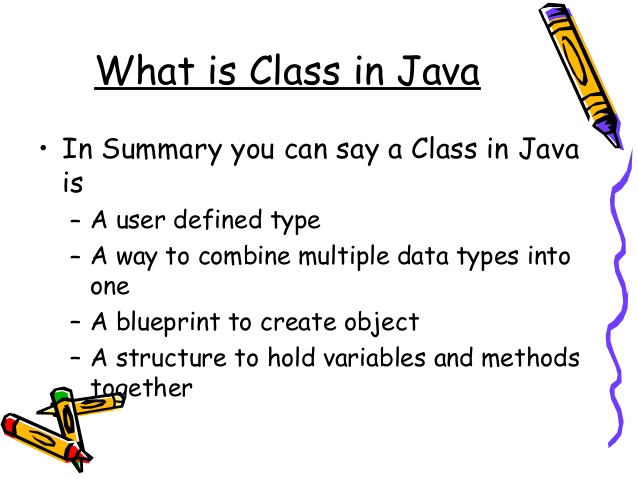 What is Class in Java
• In Summary you can say a Class in Java
is
– A user defined type
– A way to combine multiple data types into
one
– A blueprint to create object
– A structure to hold variables and methods
together